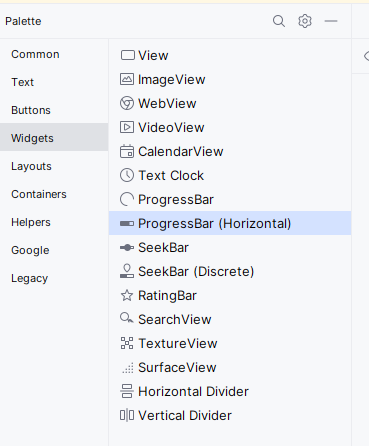 Palette
Common
Text
Buttons
Widgets
Layouts
Containers
Helpers
Google
Legacy
View
ImageView
WebView
VideoView
CalendarView
Text Clock
ProgressBar
ProgressBar (Horizontal)
SeekBar
SeekBar (Discrete)
RatingBar
SearchView
TextureView
SurfaceView
Horizontal Divider
Vertical Divider